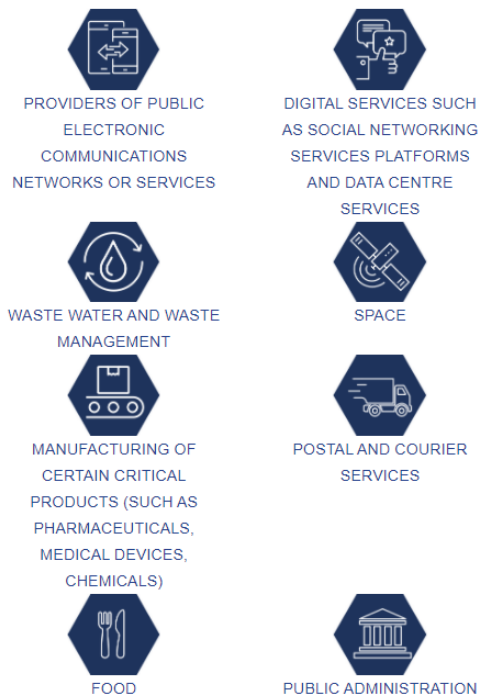 PROVIDERS OF PUBLIC
ELECTRONIC
COMMUNICATIONS
NETWORKS OR SERVICES
DIGITAL SERVICES SUCH
AS SOCIAL NETWORKING
SERVICES PLATFORMS
AND DATA CENTRE
SERVICES
WASTE WATER AND WASTE
MANAGEMENT
SPACE
MANUFACTURING OF
CERTAIN CRITICAL
PRODUCTS (SUCH AS
PHARMACEUTICALS,
MEDICAL DEVICES,
CHEMICALS)
POSTAL AND COURIER
SERVICES
FOOD
PUBLIC ADMINISTRATION